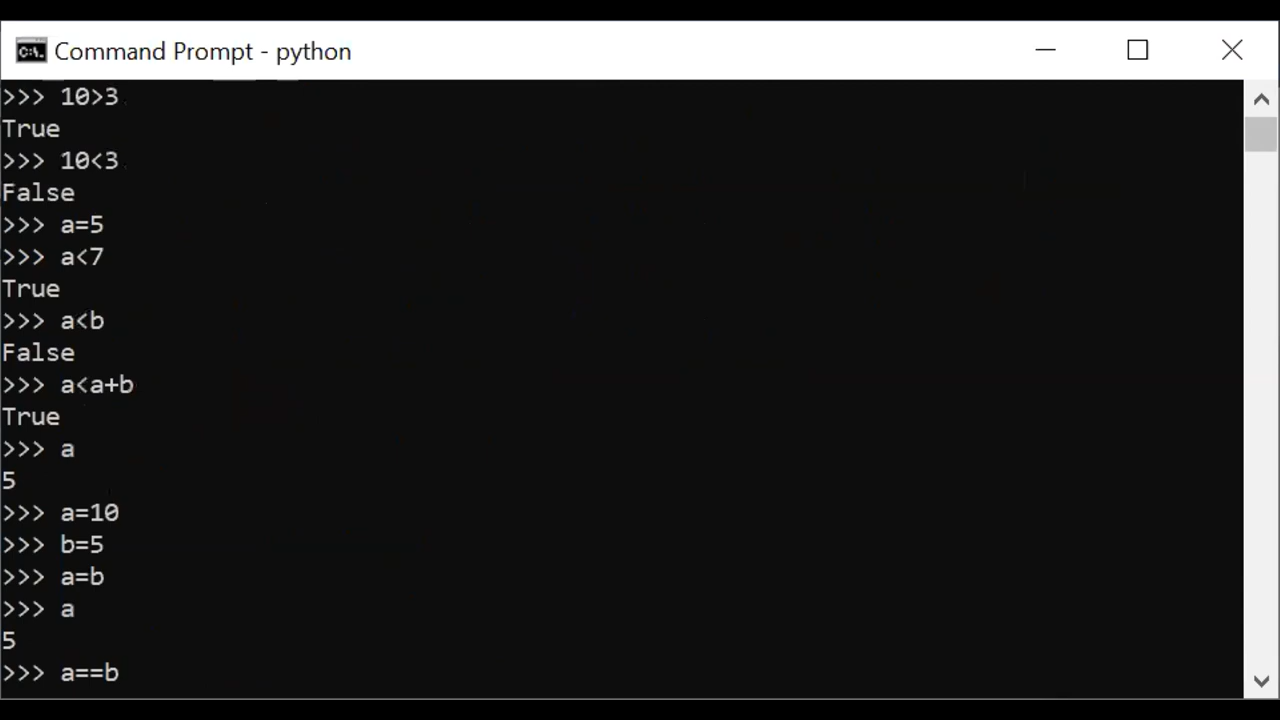 Command Prompt - python
>>> 10>3
True
>>> 10<3
False
>>> a=5
>>> a<7
True
>>> a<b
False
>>> a<a+b
True
>>> a
5
>>> a=10
>>> b=5
>>> a=b
>>> a
5
>>> a==b